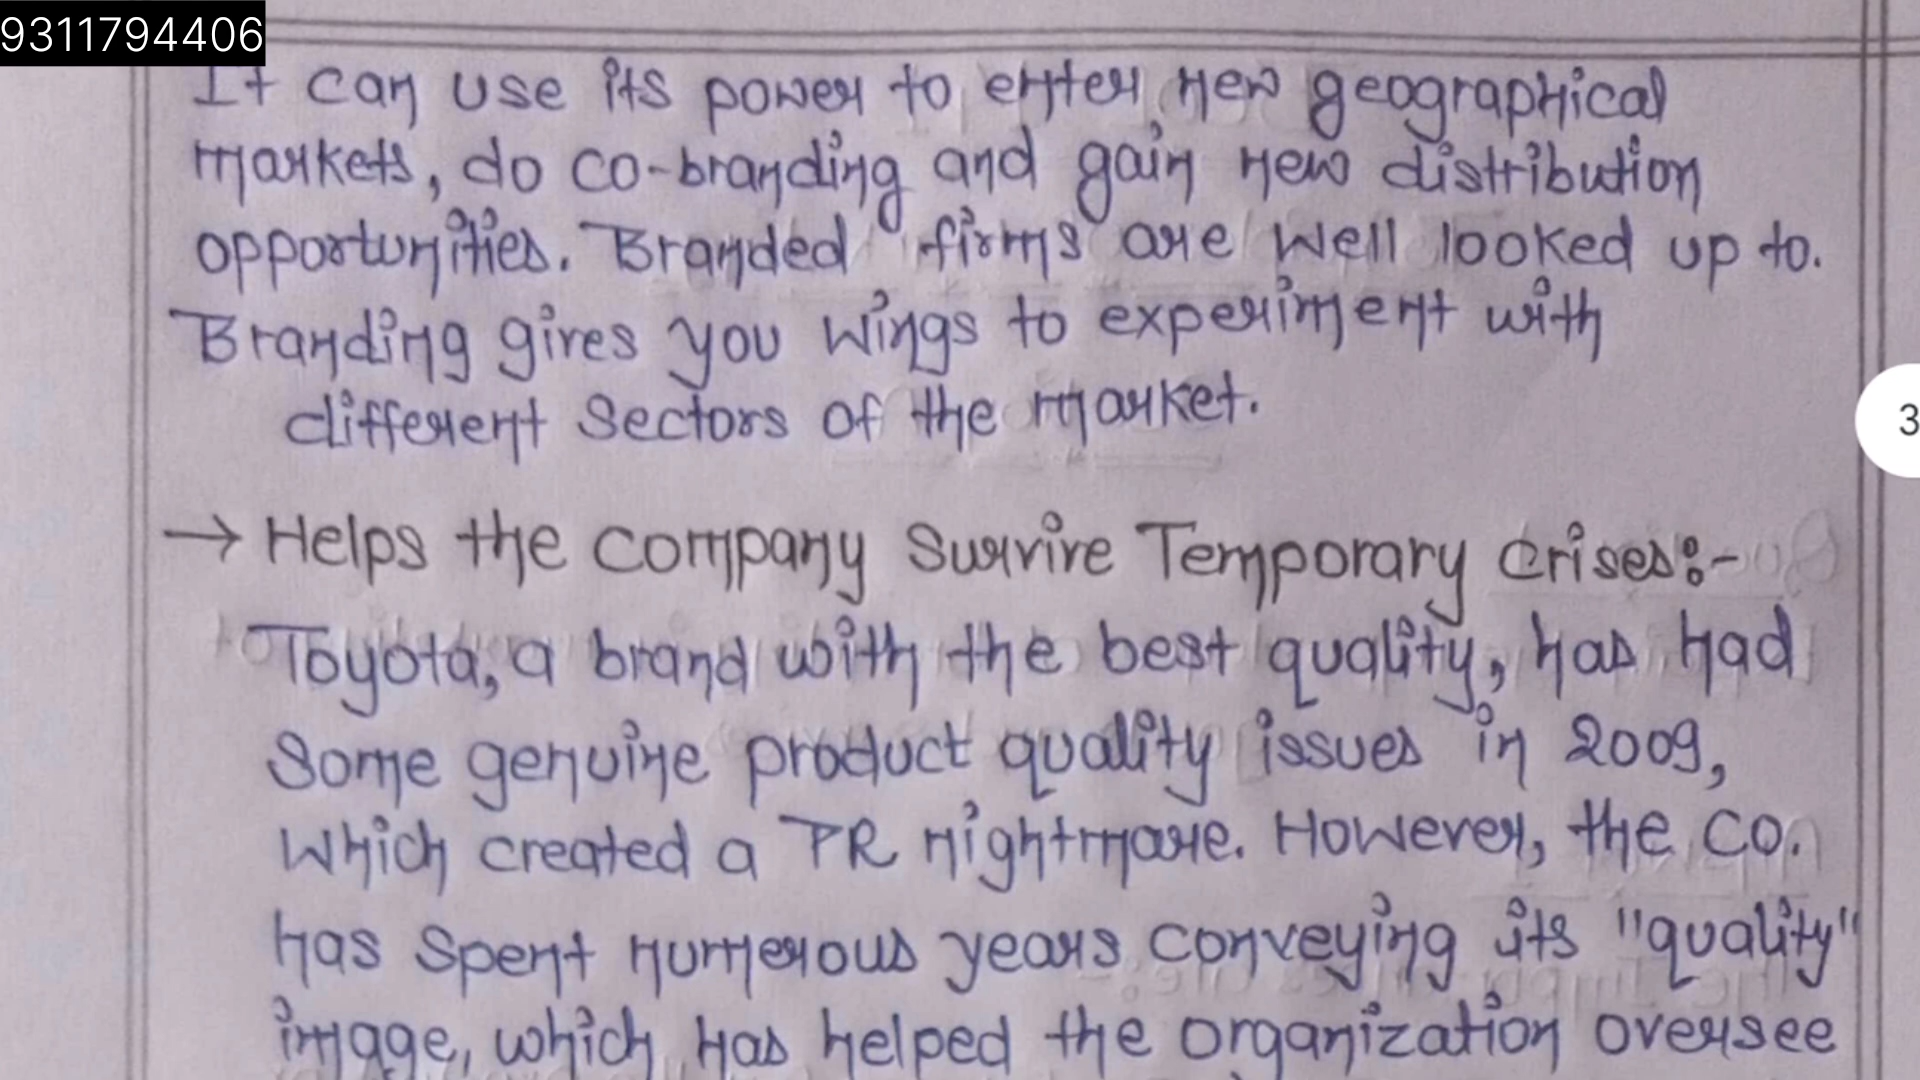 9311794406
It can use its power to enter new geographical
markets, do co-branding and gain new distribution
opportunities. Branded firms are well looked up to.
Branding gives you wings to experiment with
different sectors of the market.
3
→ Helps the company Survive Temporary crises:-
Toyota, a brand with the best quality, has had
Some genuine product quality issues in 2009,
which created a PR nightmare. However, the co.
has spent numerous years conveying its "quality"
image, which has helped the organization oversee